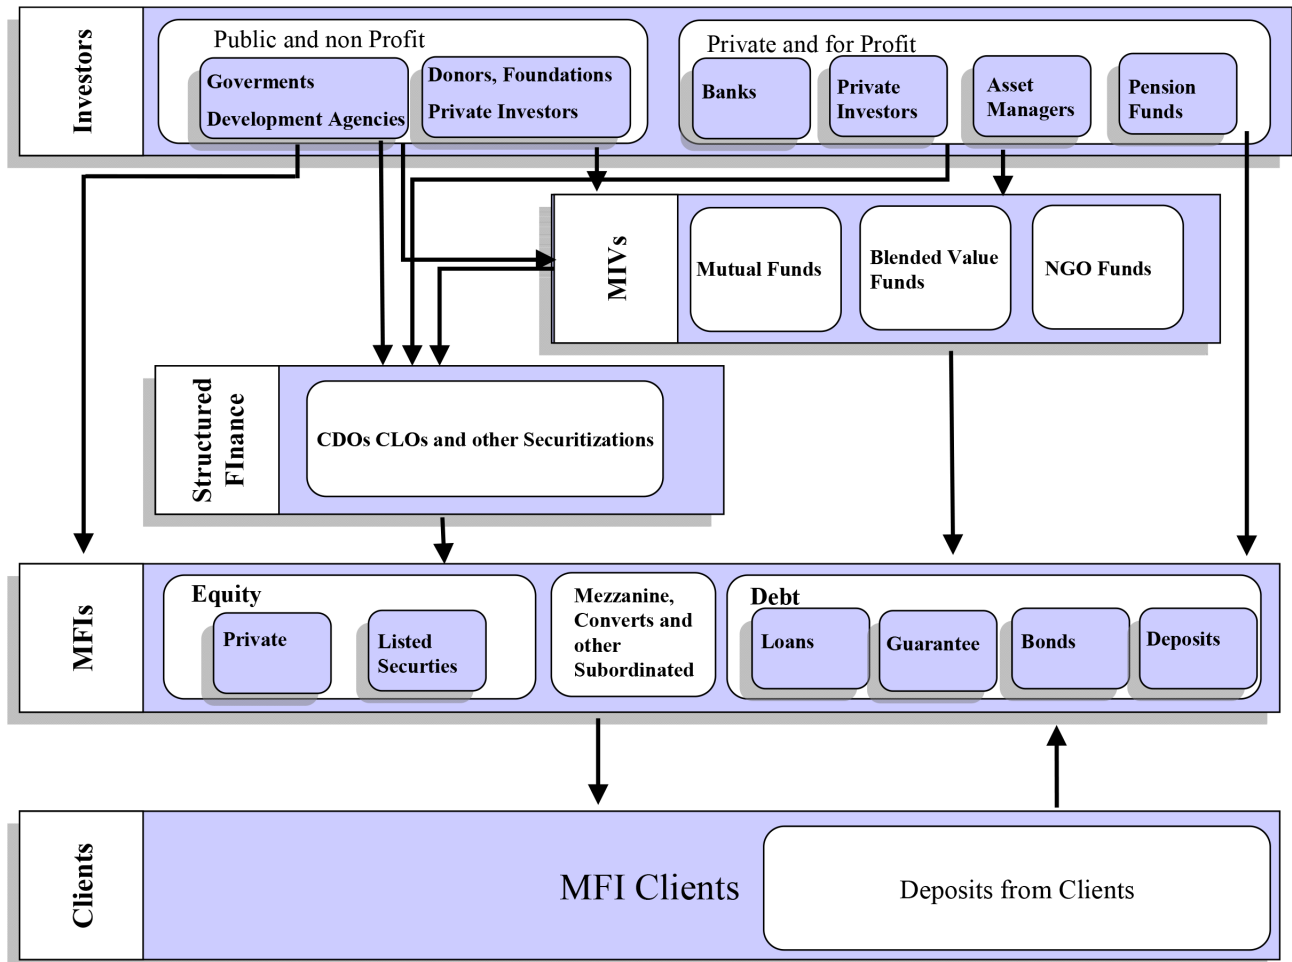 Investors
Public and non Profit
Goverments
Development Agencies
Donors, Foundations
Private Investors
Private and for Profit
Banks
Private
Investors
Asset
Managers
Pension
Funds
MIVs
Mutual Funds
Blended Value
Funds
NGO Funds
Structured
FInance
CDOs CLOs and other Securitizations
MFIs
Equity
Private
Listed
Securties
Mezzanine,
Converts and
other
Subordinated
Debt
Loans
Guarantee
Bonds
Deposits
Clients
MFI Clients
Deposits from Clients